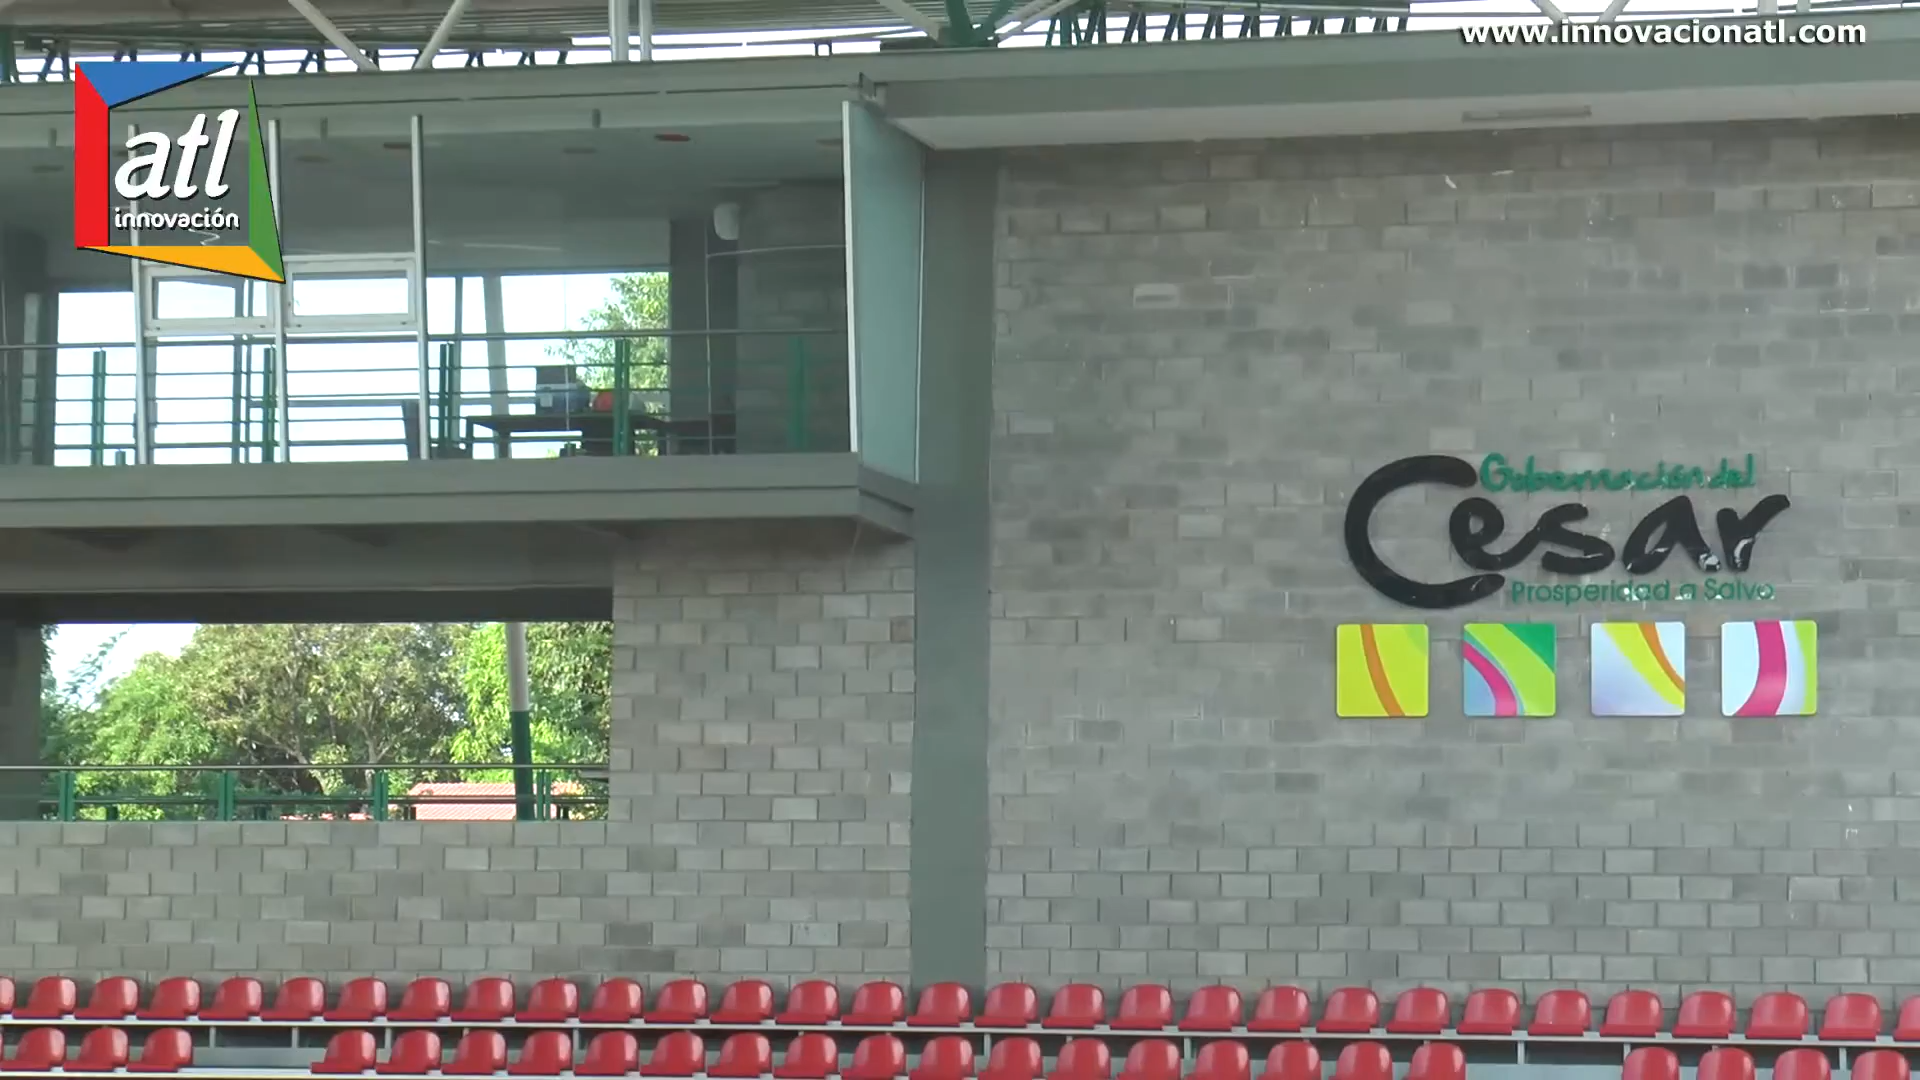 www.innovacionatl.com
atl
innovación
Gobernación del
Cesar
Prosperidad a Salvo